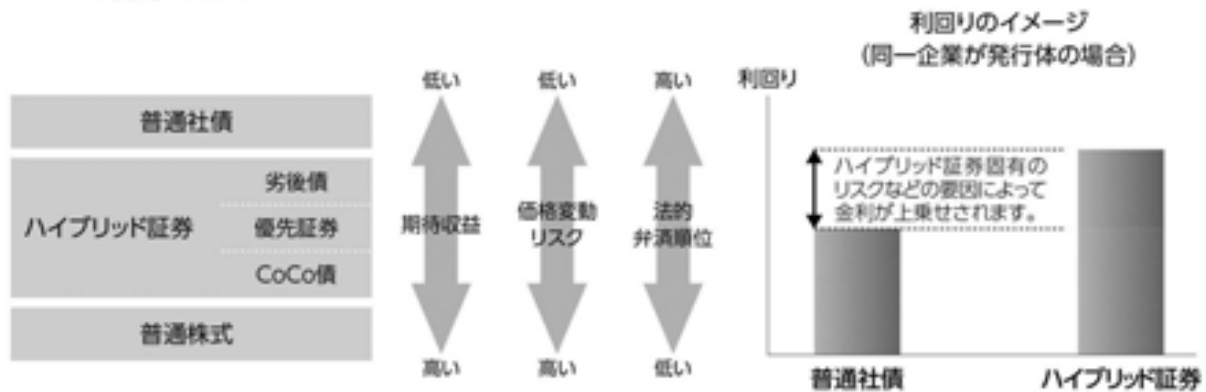 普通社債
ハイブリッド証券
劣後債
優先証券
CoCo債
普通株式
低い
期待収益
高い
低い
価格変動
リスク
高い
高い
法的
弁済順位
低い
利回りのイメージ
(同一企業が発行体の場合)
利回り
ハイブリッド証券固有の
リスクなどの要因によって
金利が上乗せされます。
普通社債
ハイブリッド証券